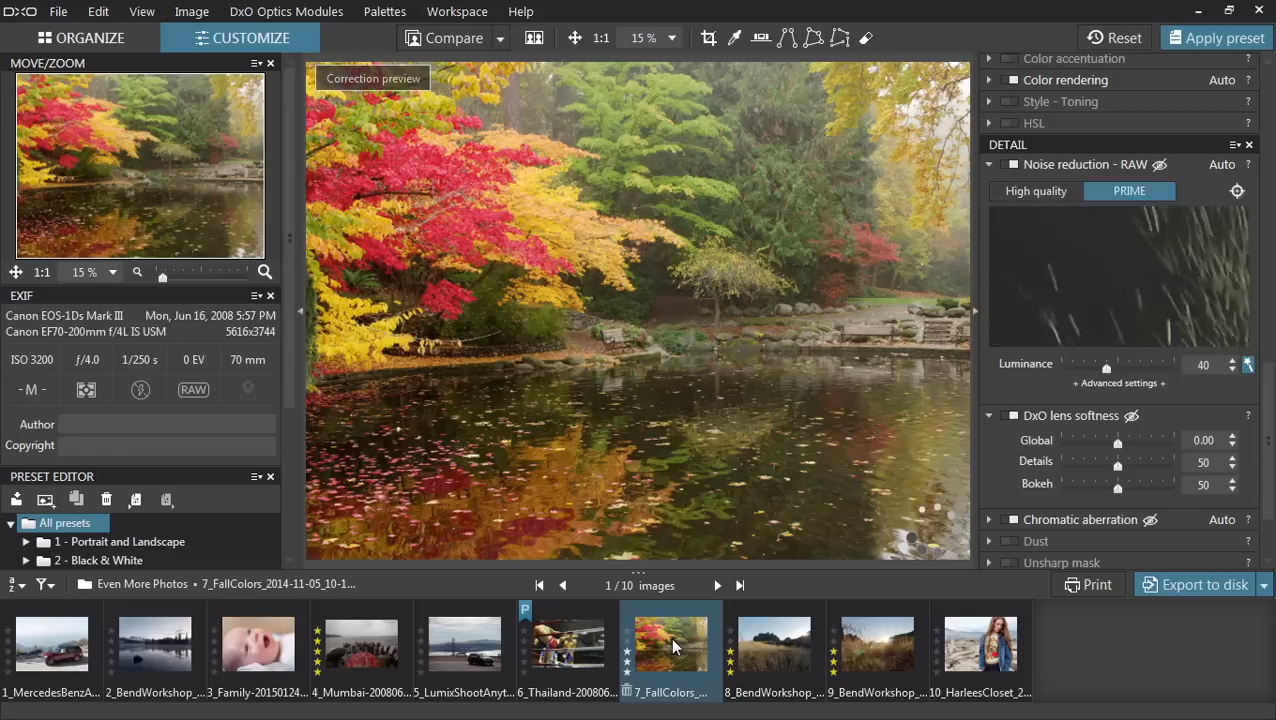 DXO File Edit View Image DxO Optics Modules Palettes Workspace Help
ORGANIZE CUSTOMIZE Compare 1:1 15 % Reset Apply preset
MOVE/ZOOM
Correction preview
1:1 15 %
EXIF
Canon EOS-1Ds Mark III Mon, Jun 16, 2008 5:57 PM
Canon EF70-200mm f/4L IS USM 5616x3744
ISO 3200 ƒ/4.0 1/250 s 0 EV 70 mm
- M - RAW
Author
Copyright
PRESET EDITOR
All presets
1 - Portrait and Landscape
2 - Black & White
Color accentuation
Color rendering Auto ?
Style - Toning ?
HSL ?
DETAIL
Noise reduction - RAW Auto ?
High quality PRIME
Luminance 40
+ Advanced settings +
DxO lens softness ?
Global 0.00
Details 50
Bokeh 50
Chromatic aberration Auto ?
Dust ?
Unsharp mask ?
Even More Photos • 7_FallColors_2014-11-05_10-1... 1 / 10 images Print Export to disk
P
1_MercedesBenzA... 2_BendWorkshop_... 3_Family-20150124... 4_Mumbai-200806... 5_LumixShootAnyt... 6_Thailand-200806... 7_FallColors_... 8_BendWorkshop_... 9_BendWorkshop_... 10_HarleesCloset_2...